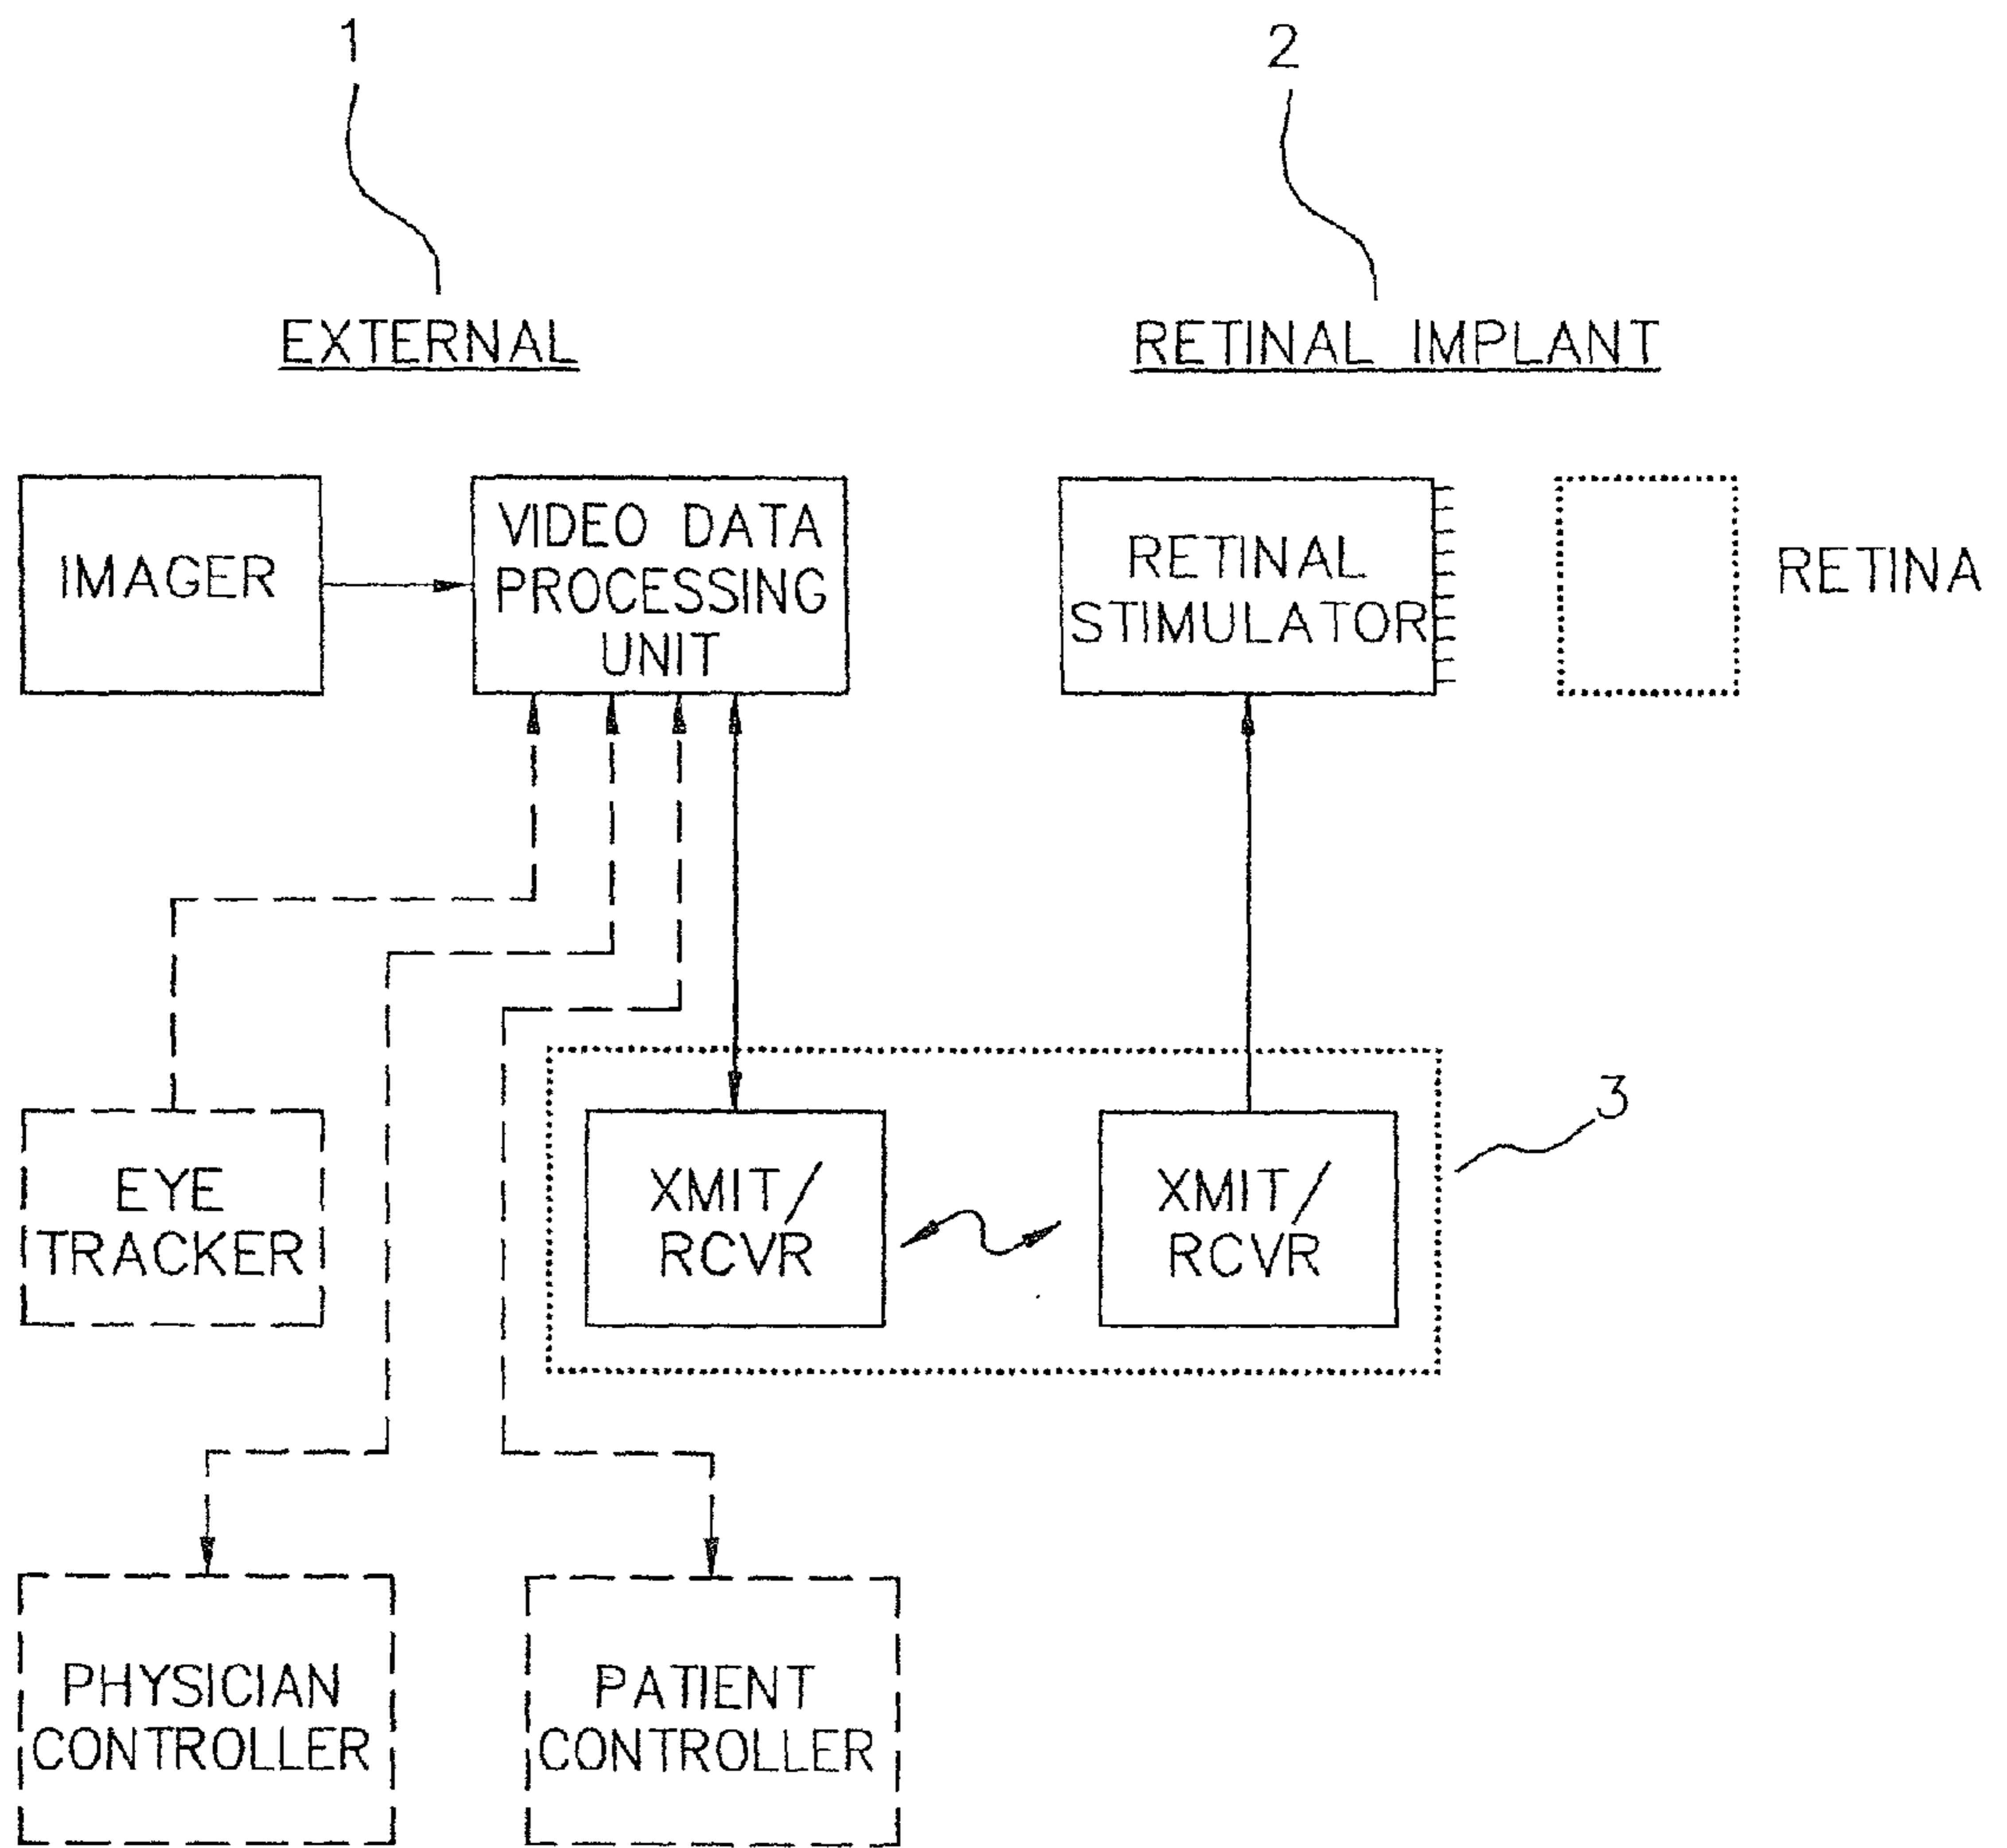 1
2
EXTERNAL
RETINAL IMPLANT
IMAGER
VIDEO DATA
PROCESSING
UNIT
RETINAL
STIMULATOR
RETINA
3
EYE
TRACKER
XMIT/
RCVR
XMIT/
RCVR
PHYSICIAN
CONTROLLER
PATIENT
CONTROLLER